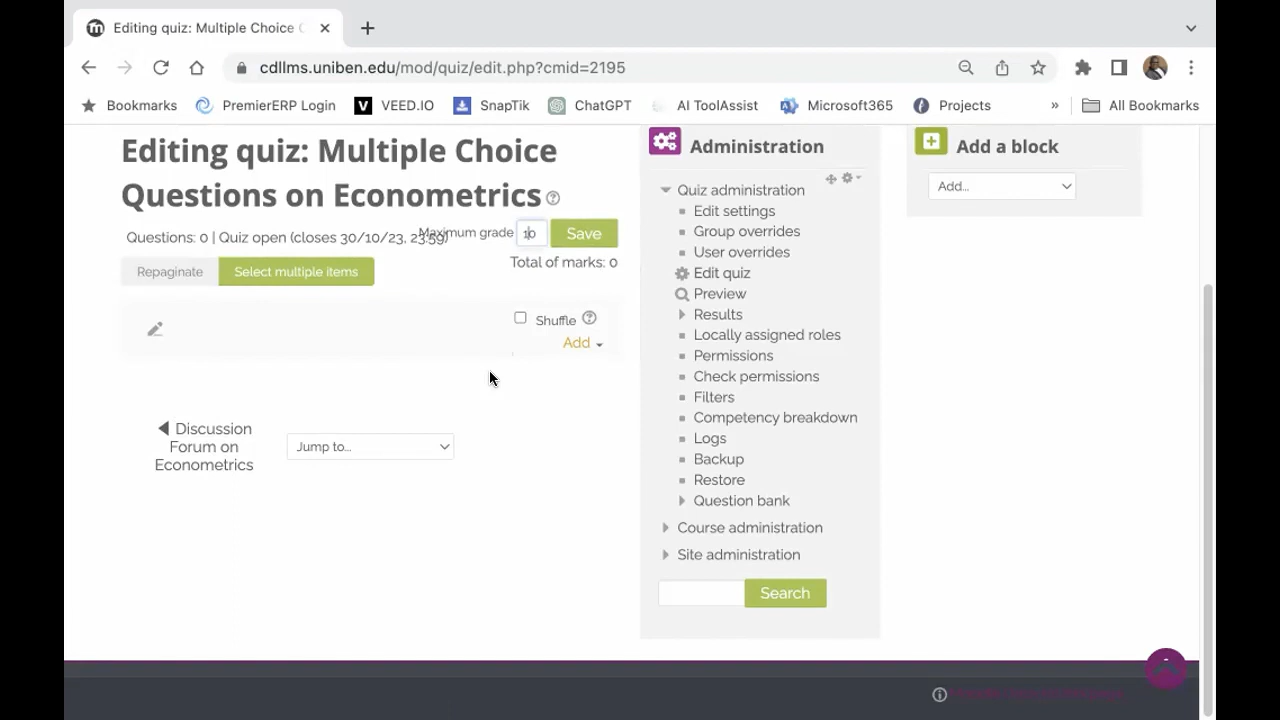 Editing quiz: Multiple Choice C
cdllms.uniben.edu/mod/quiz/edit.php?cmid=2195
Bookmarks PremierERP Login VEED.IO SnapTik ChatGPT AI ToolAssist Microsoft365 Projects » All Bookmarks
Editing quiz: Multiple Choice
Questions on Econometrics
Questions: 0 | Quiz open (closes 30/10/23, 23:59)
Maximum grade 10 Save
Total of marks: 0
Repaginate Select multiple items
Shuffle
Add
Discussion
Forum on
Econometrics
Jump to...
Administration
Quiz administration
Edit settings
Group overrides
User overrides
Edit quiz
Preview
Results
Locally assigned roles
Permissions
Check permissions
Filters
Competency breakdown
Logs
Backup
Restore
Question bank
Course administration
Site administration
Search
Add a block
Add...